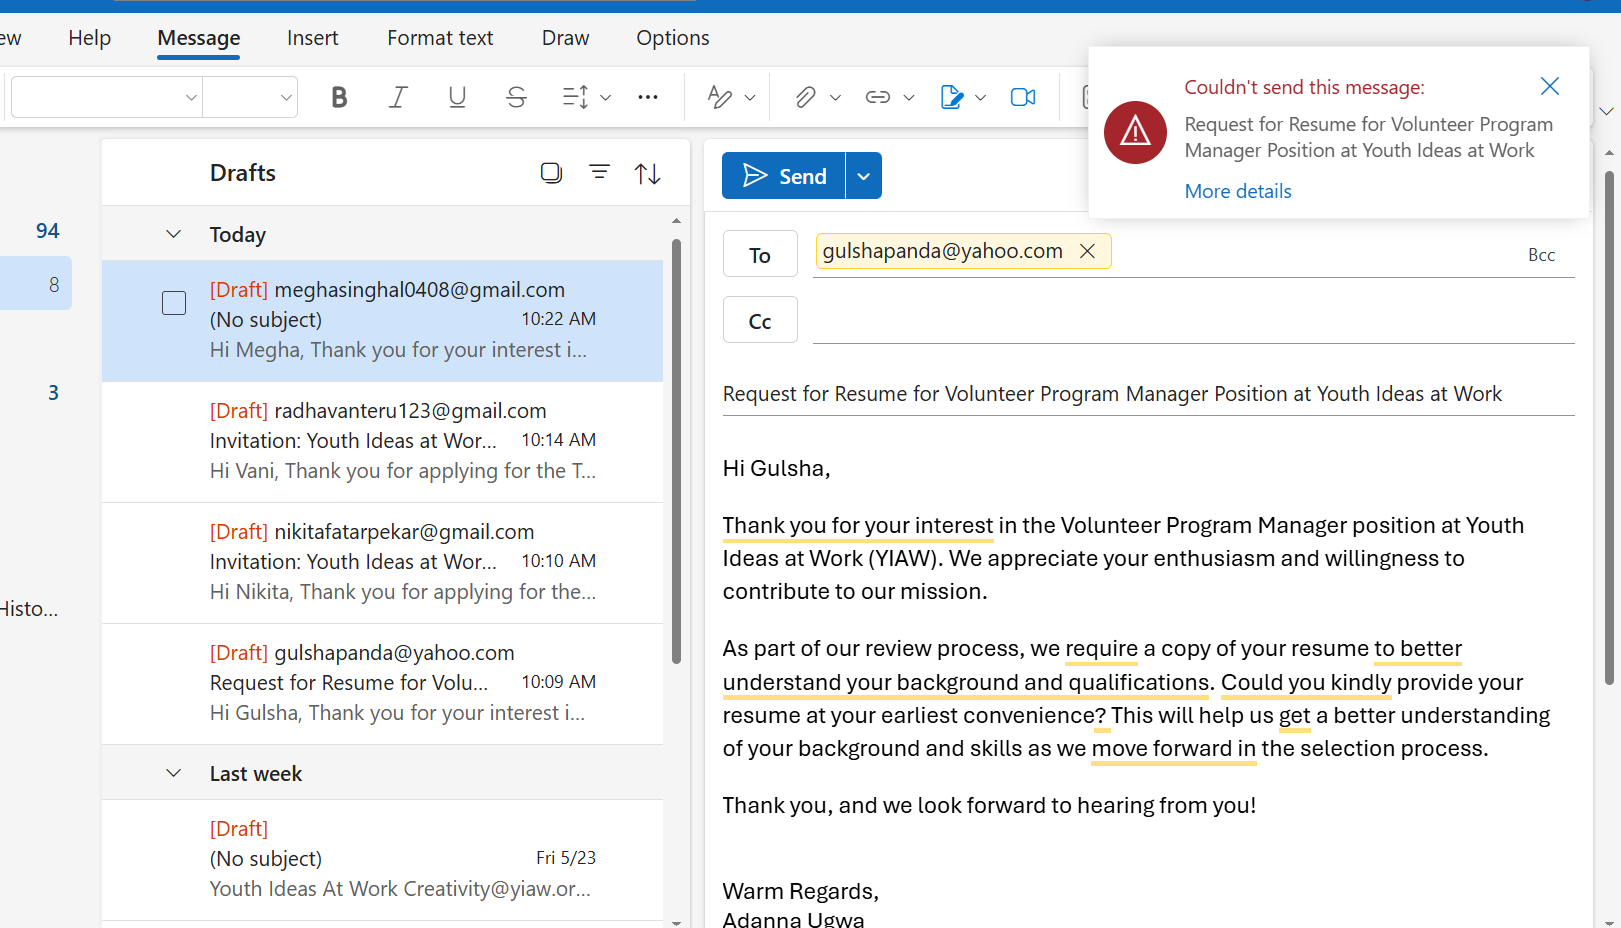 ew Help Message Insert Format text Draw Options
Couldn't send this message:
Request for Resume for Volunteer Program
Manager Position at Youth Ideas at Work
More details
94
8
3
Histo...
Drafts
Today
[Draft] meghasinghal0408@gmail.com
(No subject) 10:22 AM
Hi Megha, Thank you for your interest i...
[Draft] radhavanteru123@gmail.com
Invitation: Youth Ideas at Wor... 10:14 AM
Hi Vani, Thank you for applying for the T...
[Draft] nikitafatarpekar@gmail.com
Invitation: Youth Ideas at Wor... 10:10 AM
Hi Nikita, Thank you for applying for the...
[Draft] gulshapanda@yahoo.com
Request for Resume for Volu... 10:09 AM
Hi Gulsha, Thank you for your interest i...
Last week
[Draft]
(No subject) Fri 5/23
Youth Ideas At Work Creativity@yiaw.or...
Send
To gulshapanda@yahoo.com Bcc
Cc
Request for Resume for Volunteer Program Manager Position at Youth Ideas at Work
Hi Gulsha,
Thank you for your interest in the Volunteer Program Manager position at Youth
Ideas at Work (YIAW). We appreciate your enthusiasm and willingness to
contribute to our mission.
As part of our review process, we require a copy of your resume to better
understand your background and qualifications. Could you kindly provide your
resume at your earliest convenience? This will help us get a better understanding
of your background and skills as we move forward in the selection process.
Thank you, and we look forward to hearing from you!
Warm Regards,
Adanna Ugwa